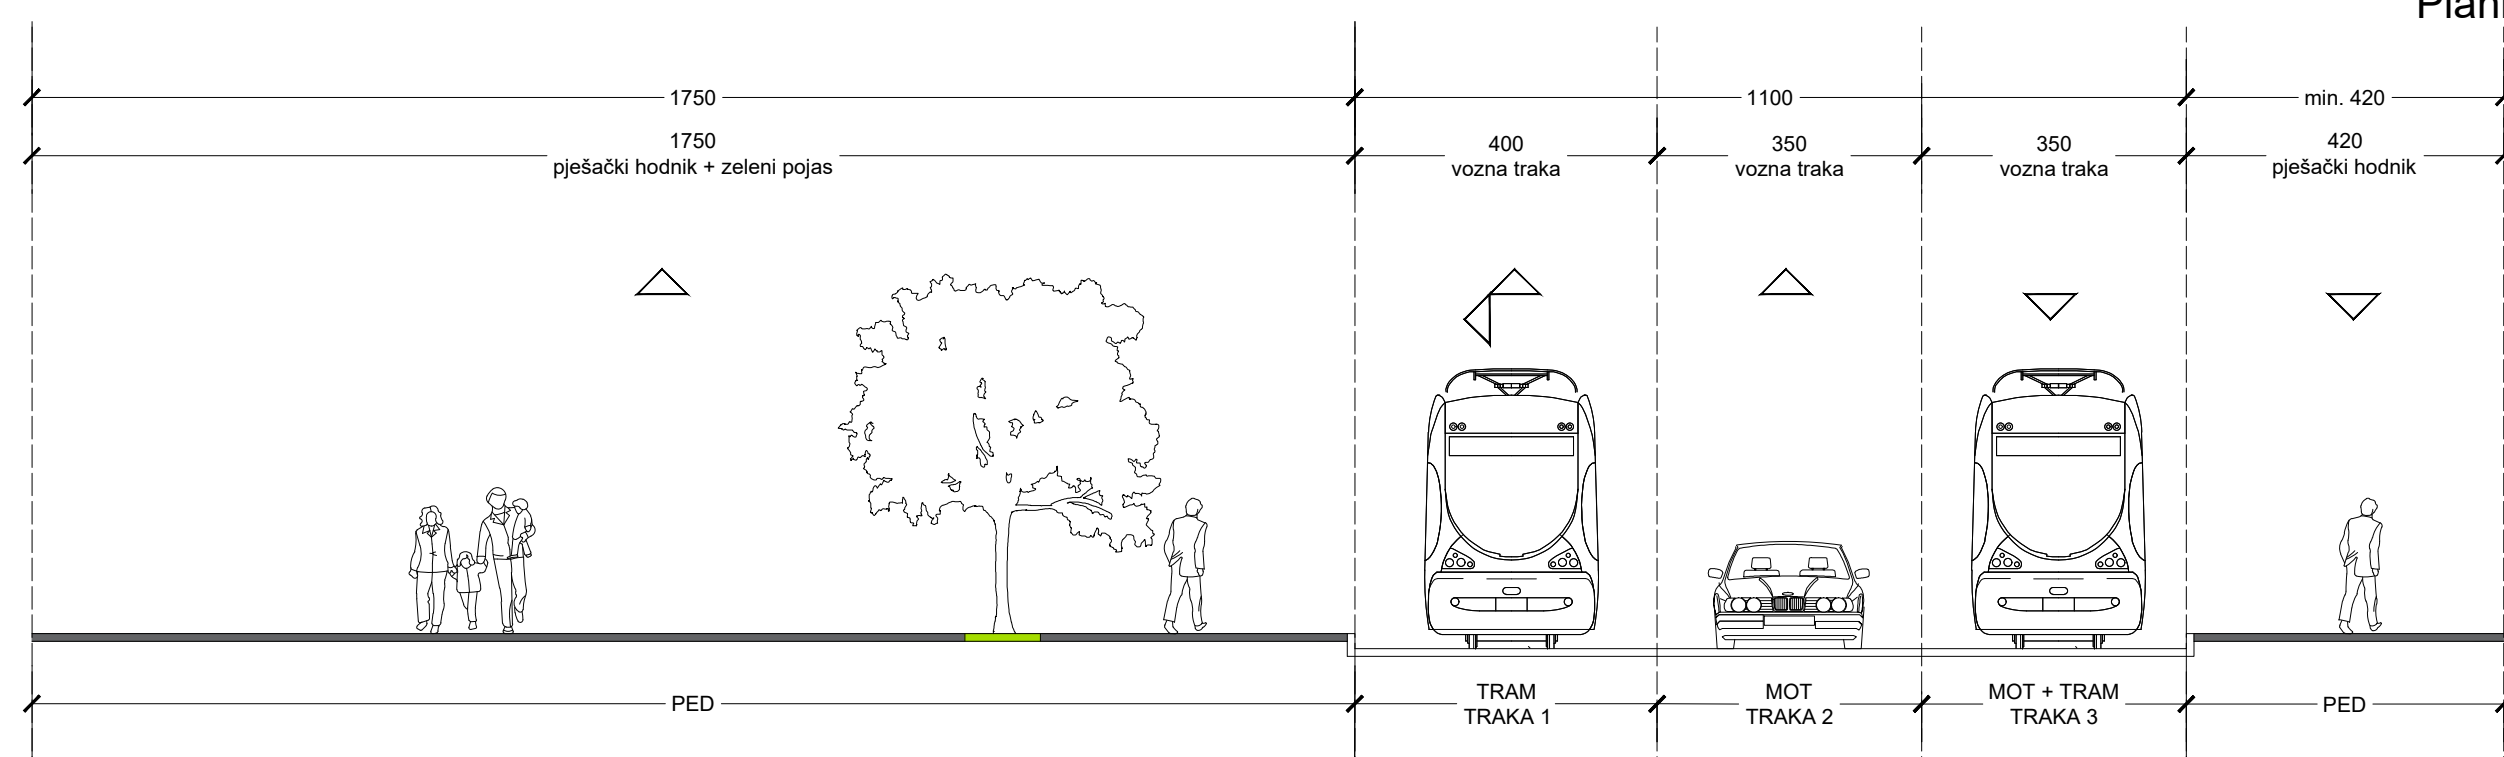 1750
1100
min. 420
1750
pješački hodnik + zeleni pojas
400
vozna traka
350
vozna traka
350
vozna traka
420
pješački hodnik
PED
TRAM
TRAKA 1
MOT
TRAKA 2
MOT + TRAM
TRAKA 3
PED